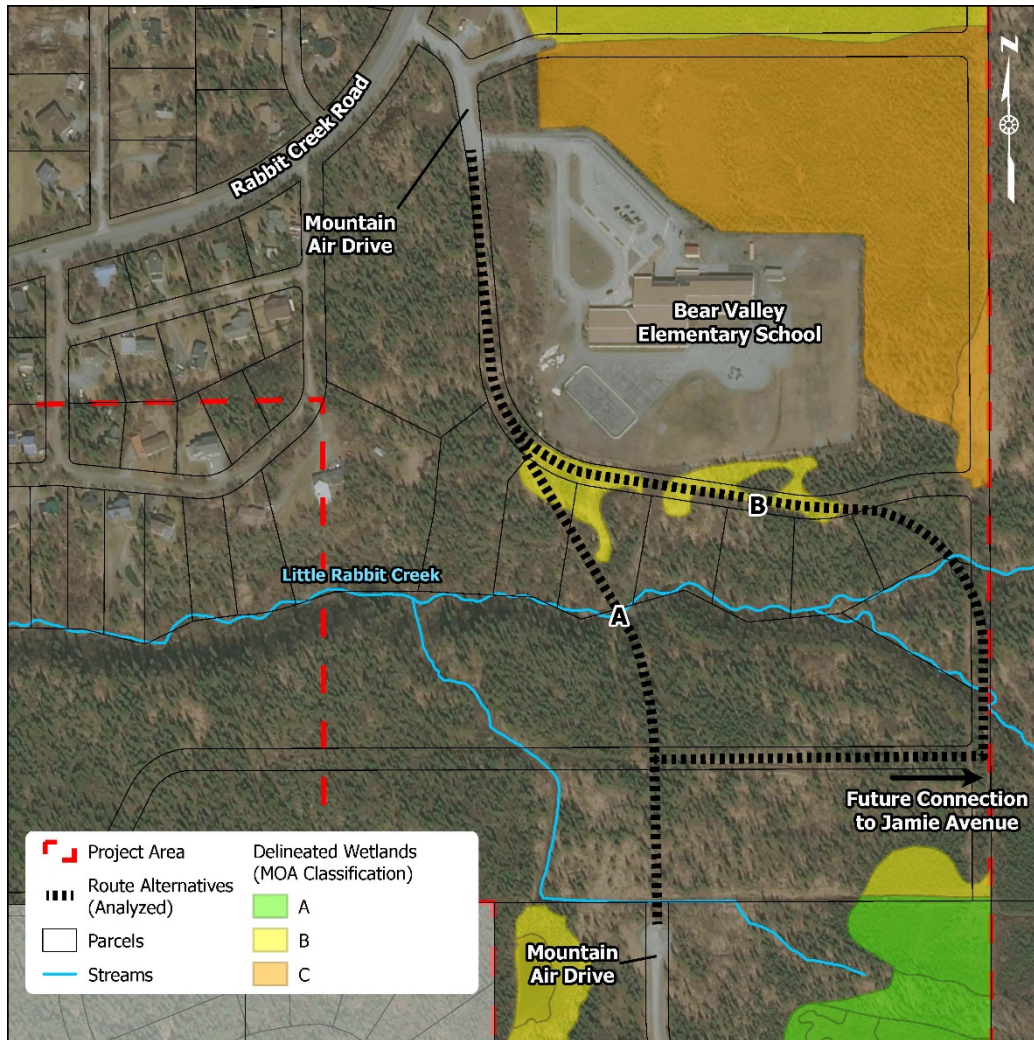 N
Rabbit Creek Road
Mountain
Air Drive
Bear Valley
Elementary School
B
Little Rabbit Creek
A
Future Connection
to Jamie Avenue
Mountain
Air Drive
Project Area
Route Alternatives
(Analyzed)
Parcels
Streams
Delineated Wetlands
(MOA Classification)
A
B
C